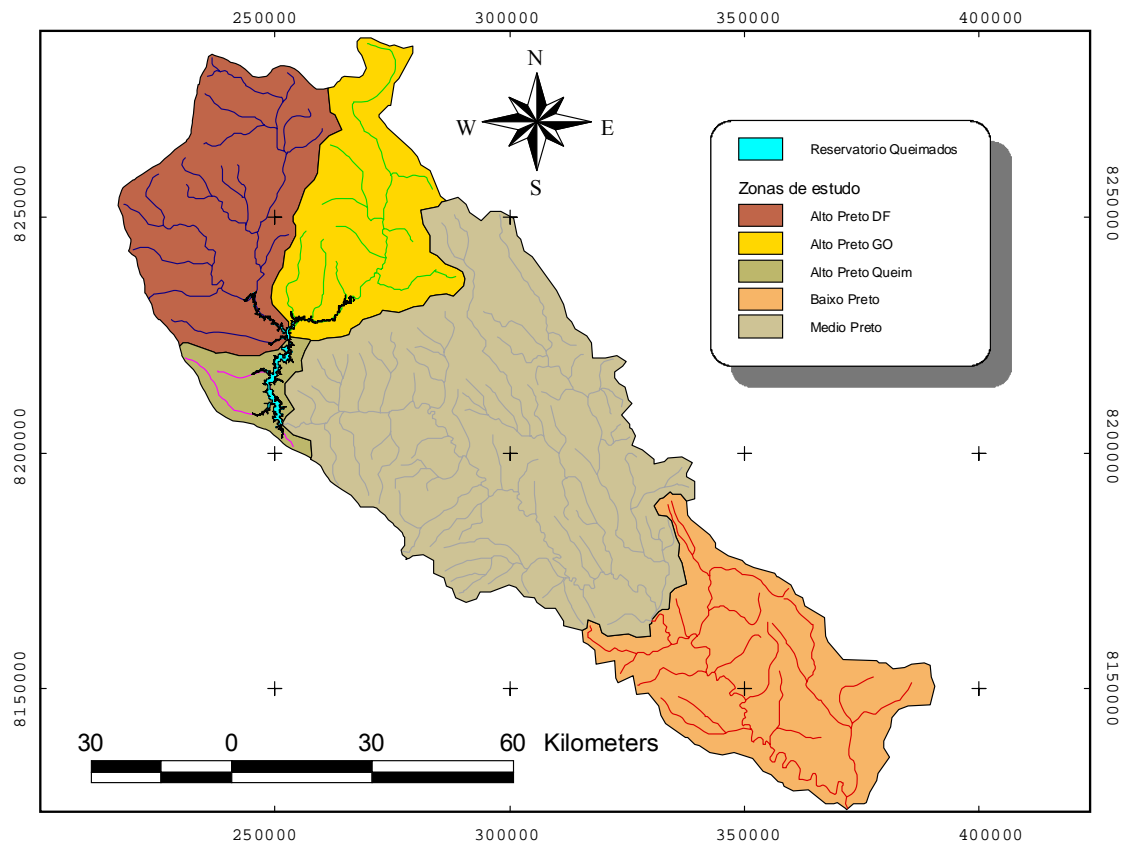 250000 300000 350000 400000
N
W E
S
Reservatorio Queimados
Zonas de estudo
Alto Preto DF
Alto Preto GO
Alto Preto Queim
Baixo Preto
Medio Preto
8250000 8250000
8200000 8200000
8150000 8150000
30 0 30 60 Kilometers
250000 300000 350000 400000